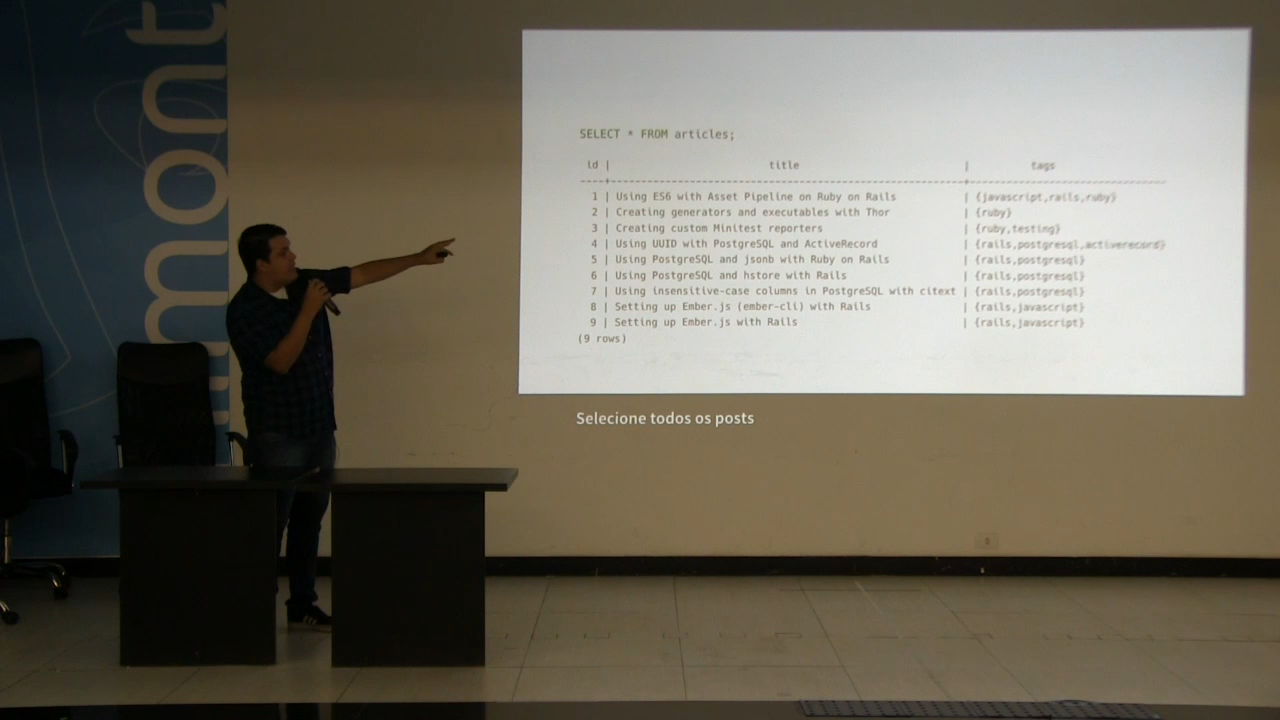 mont
SELECT * FROM articles;
id | title | tags
----+------------------------------------------------------+------------------------------
1 | Using ES6 with Asset Pipeline on Ruby on Rails | {javascript,rails,ruby}
2 | Creating generators and executables with Thor | {ruby}
3 | Creating custom Minitest reporters | {ruby,testing}
4 | Using UUID with PostgreSQL and ActiveRecord | {rails,postgresql,activerecord}
5 | Using PostgreSQL and jsonb with Ruby on Rails | {rails,postgresql}
6 | Using PostgreSQL and hstore with Rails | {rails,postgresql}
7 | Using insensitive-case columns in PostgreSQL with citext | {rails,postgresql}
8 | Setting up Ember.js (ember-cli) with Rails | {rails,javascript}
9 | Setting up Ember.js with Rails | {rails,javascript}
(9 rows)
Selecione todos os posts